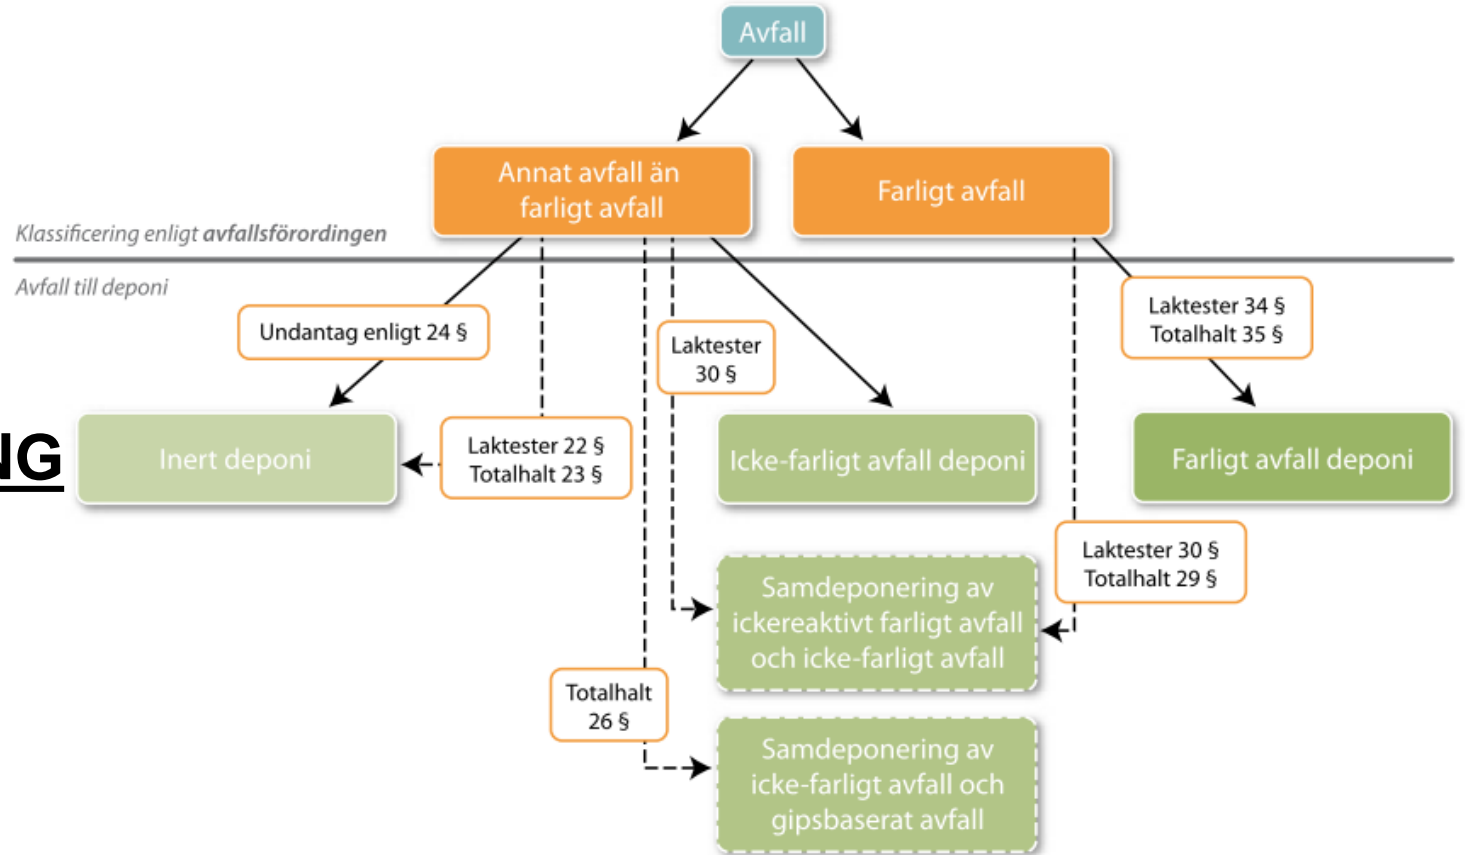 Avfall
Annat avfall än
farligt avfall
Farligt avfall
Klassificering enligt avfallsförordingen
Avfall till deponi
Undantag enligt 24 §
Laktester
30 §
Laktester 34 §
Totalhalt 35 §
NG
Inert deponi
Laktester 22 §
Totalhalt 23 §
Icke-farligt avfall deponi
Farligt avfall deponi
Laktester 30 §
Totalhalt 29 §
Samdeponering av
ickereaktivt farligt avfall
och icke-farligt avfall
Totalhalt
26 §
Samdeponering av
icke-farligt avfall och
gipsbaserat avfall